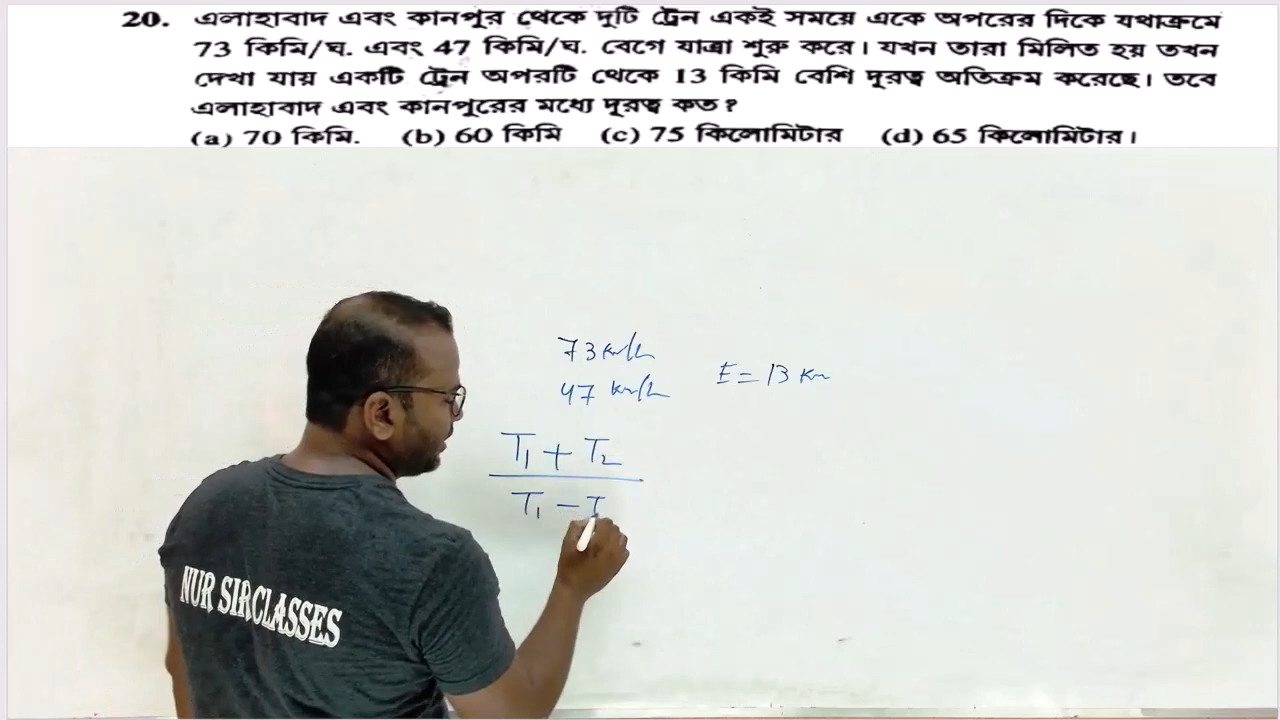 20. এলাহাবাদ এবং কানপুর থেকে দুটি ট্রেন একই সময়ে একে অপরের দিকে যথাক্রমে
73 কিমি/ঘ. এবং 47 কিমি/ঘ. বেগে যাত্রা শুরু করে। যখন তারা মিলিত হয় তখন
দেখা যায় একটি ট্রেন অপরটি থেকে 13 কিমি বেশি দূরত্ব অতিক্রম করেছে। তবে
এলাহাবাদ এবং কানপুরের মধ্যে দূরত্ব কত?
(a) 70 কিমি. (b) 60 কিমি (c) 75 কিলোমিটার (d) 65 কিলোমিটার।
73 km/h
47 km/h E = 13 km
T₁ + T₂
T₁ –
NUR SIRCLASSES